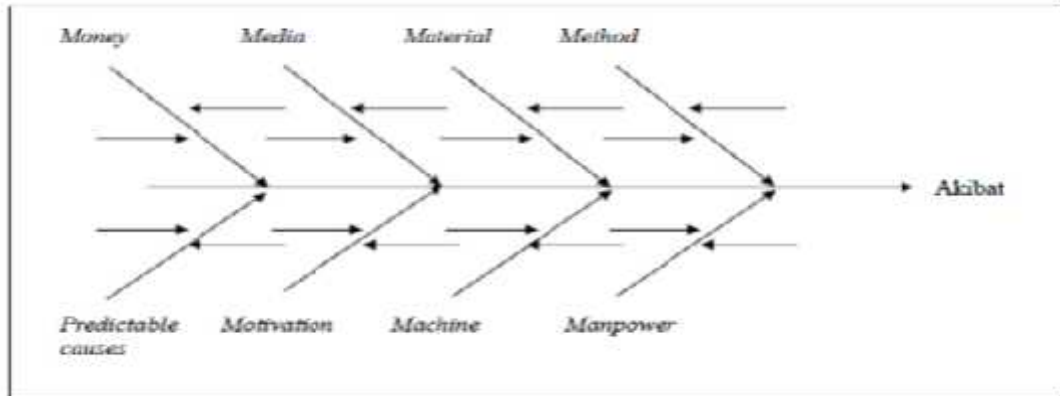 Money Media Material Method
Akibat
Predictable Motivation Machine Manpower
causes